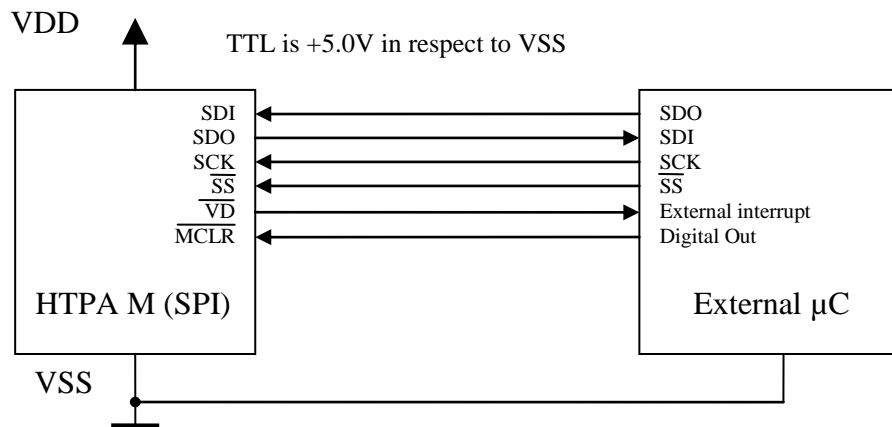 VDD
TTL is +5.0V in respect to VSS
SDI SDO
SDO SDI
SCK SCK
SS SS
VD External interrupt
MCLR Digital Out
HTPA M (SPI) External µC
VSS